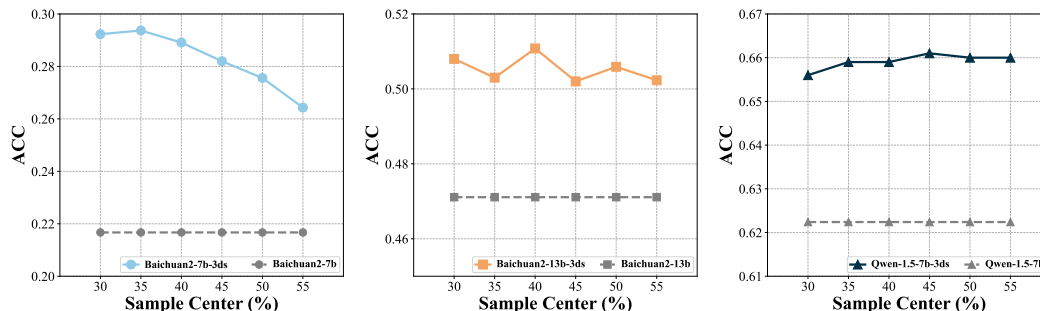 0.30
0.28
0.26
0.24
0.22
0.20
ACC
30 35 40 45 50 55
Sample Center (%)
Baichuan2-7b-3ds Baichuan2-7b
0.52
0.50
0.48
0.46
ACC
30 35 40 45 50 55
Sample Center (%)
Baichuan2-13b-3ds Baichuan2-13b
0.67
0.66
0.65
0.64
0.63
0.62
0.61
ACC
30 35 40 45 50 55
Sample Center (%)
Qwen-1.5-7b-3ds Qwen-1.5-7b